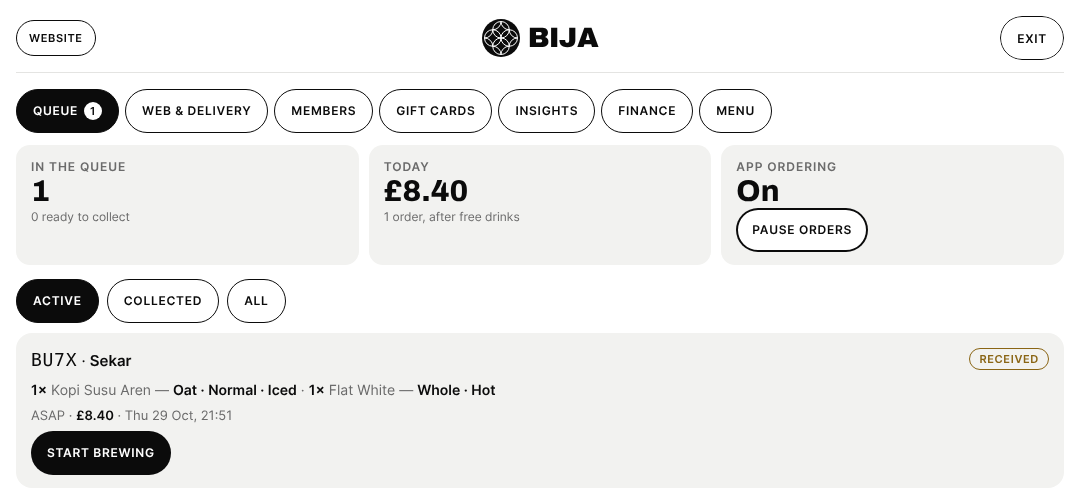 WEBSITE
BIJA
EXIT
QUEUE 1
WEB & DELIVERY
MEMBERS
GIFT CARDS
INSIGHTS
FINANCE
MENU
IN THE QUEUE
1
0 ready to collect
TODAY
£8.40
1 order, after free drinks
APP ORDERING
On
PAUSE ORDERS
ACTIVE
COLLECTED
ALL
BU7X · Sekar
RECEIVED
1× Kopi Susu Aren — Oat · Normal · Iced · 1× Flat White — Whole · Hot
ASAP · £8.40 · Thu 29 Oct, 21:51
START BREWING